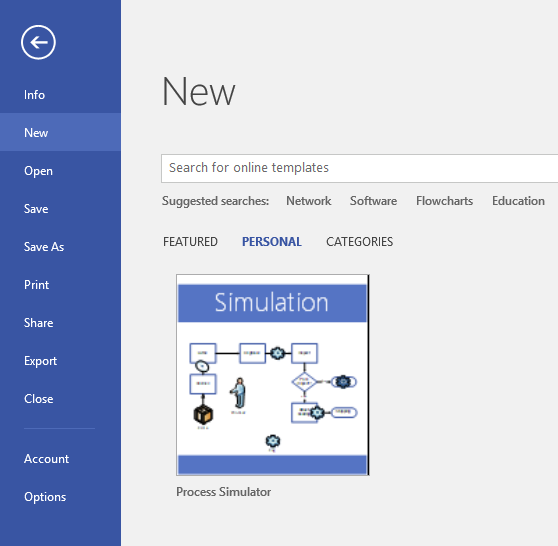 Info
New
Open
Save
Save As
Print
Share
Export
Close
Account
Options
New
Search for online templates
Suggested searches: Network Software Flowcharts Education
FEATURED PERSONAL CATEGORIES
Simulation
Process Simulator